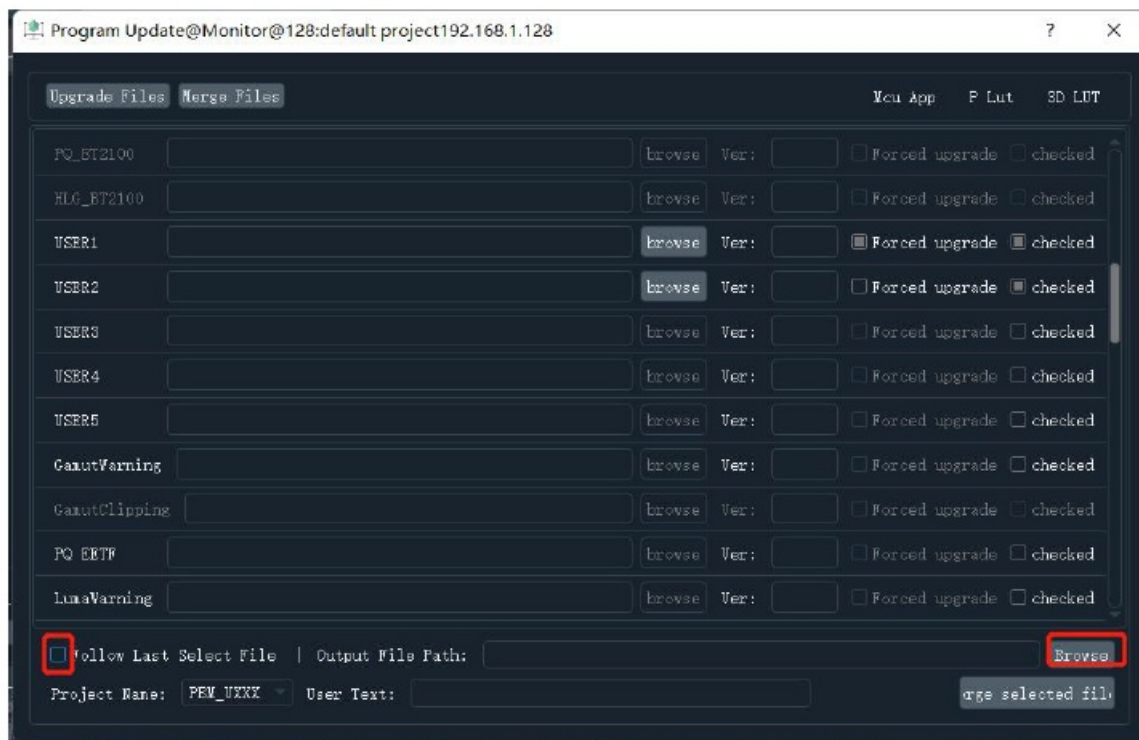 Program Update@Monitor@128:default project192.168.1.128 ? ×
Upgrade Files Merge Files Mcu App P Lut 3D LUT
PQ_BT2100 browse Ver: Forced upgrade checked
HLG_BT2100 browse Ver: Forced upgrade checked
USER1 browse Ver: Forced upgrade checked
USER2 browse Ver: Forced upgrade checked
USER3 browse Ver: Forced upgrade checked
USER4 browse Ver: Forced upgrade checked
USER5 browse Ver: Forced upgrade checked
GamutWarning browse Ver: Forced upgrade checked
GamutClipping browse Ver: Forced upgrade checked
PQ EETF browse Ver: Forced upgrade checked
LumaWarning browse Ver: Forced upgrade checked
Follow Last Select File | Output File Path: Browse
Project Name: PBM_UXXX User Text: rge selected fil